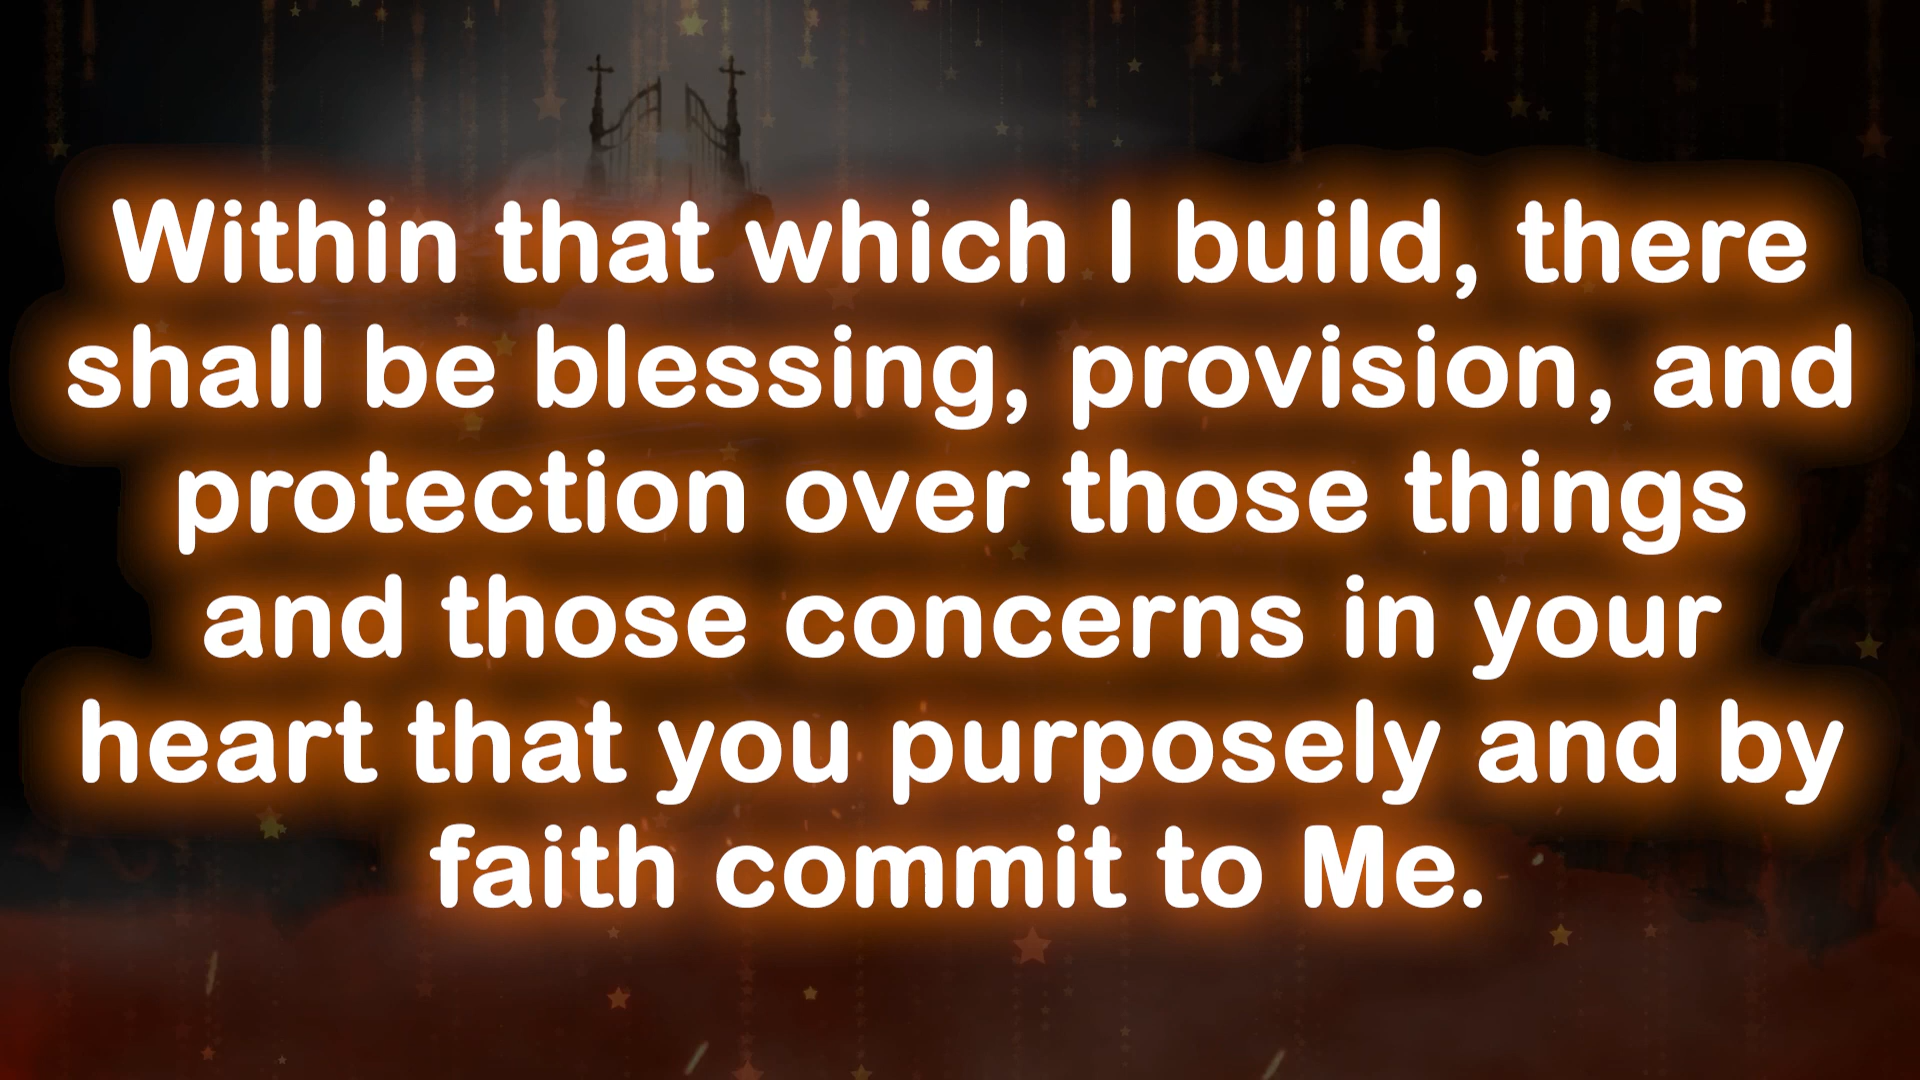 Within that which I build, there
shall be blessing, provision, and
protection over those things
and those concerns in your
heart that you purposely and by
faith commit to Me.